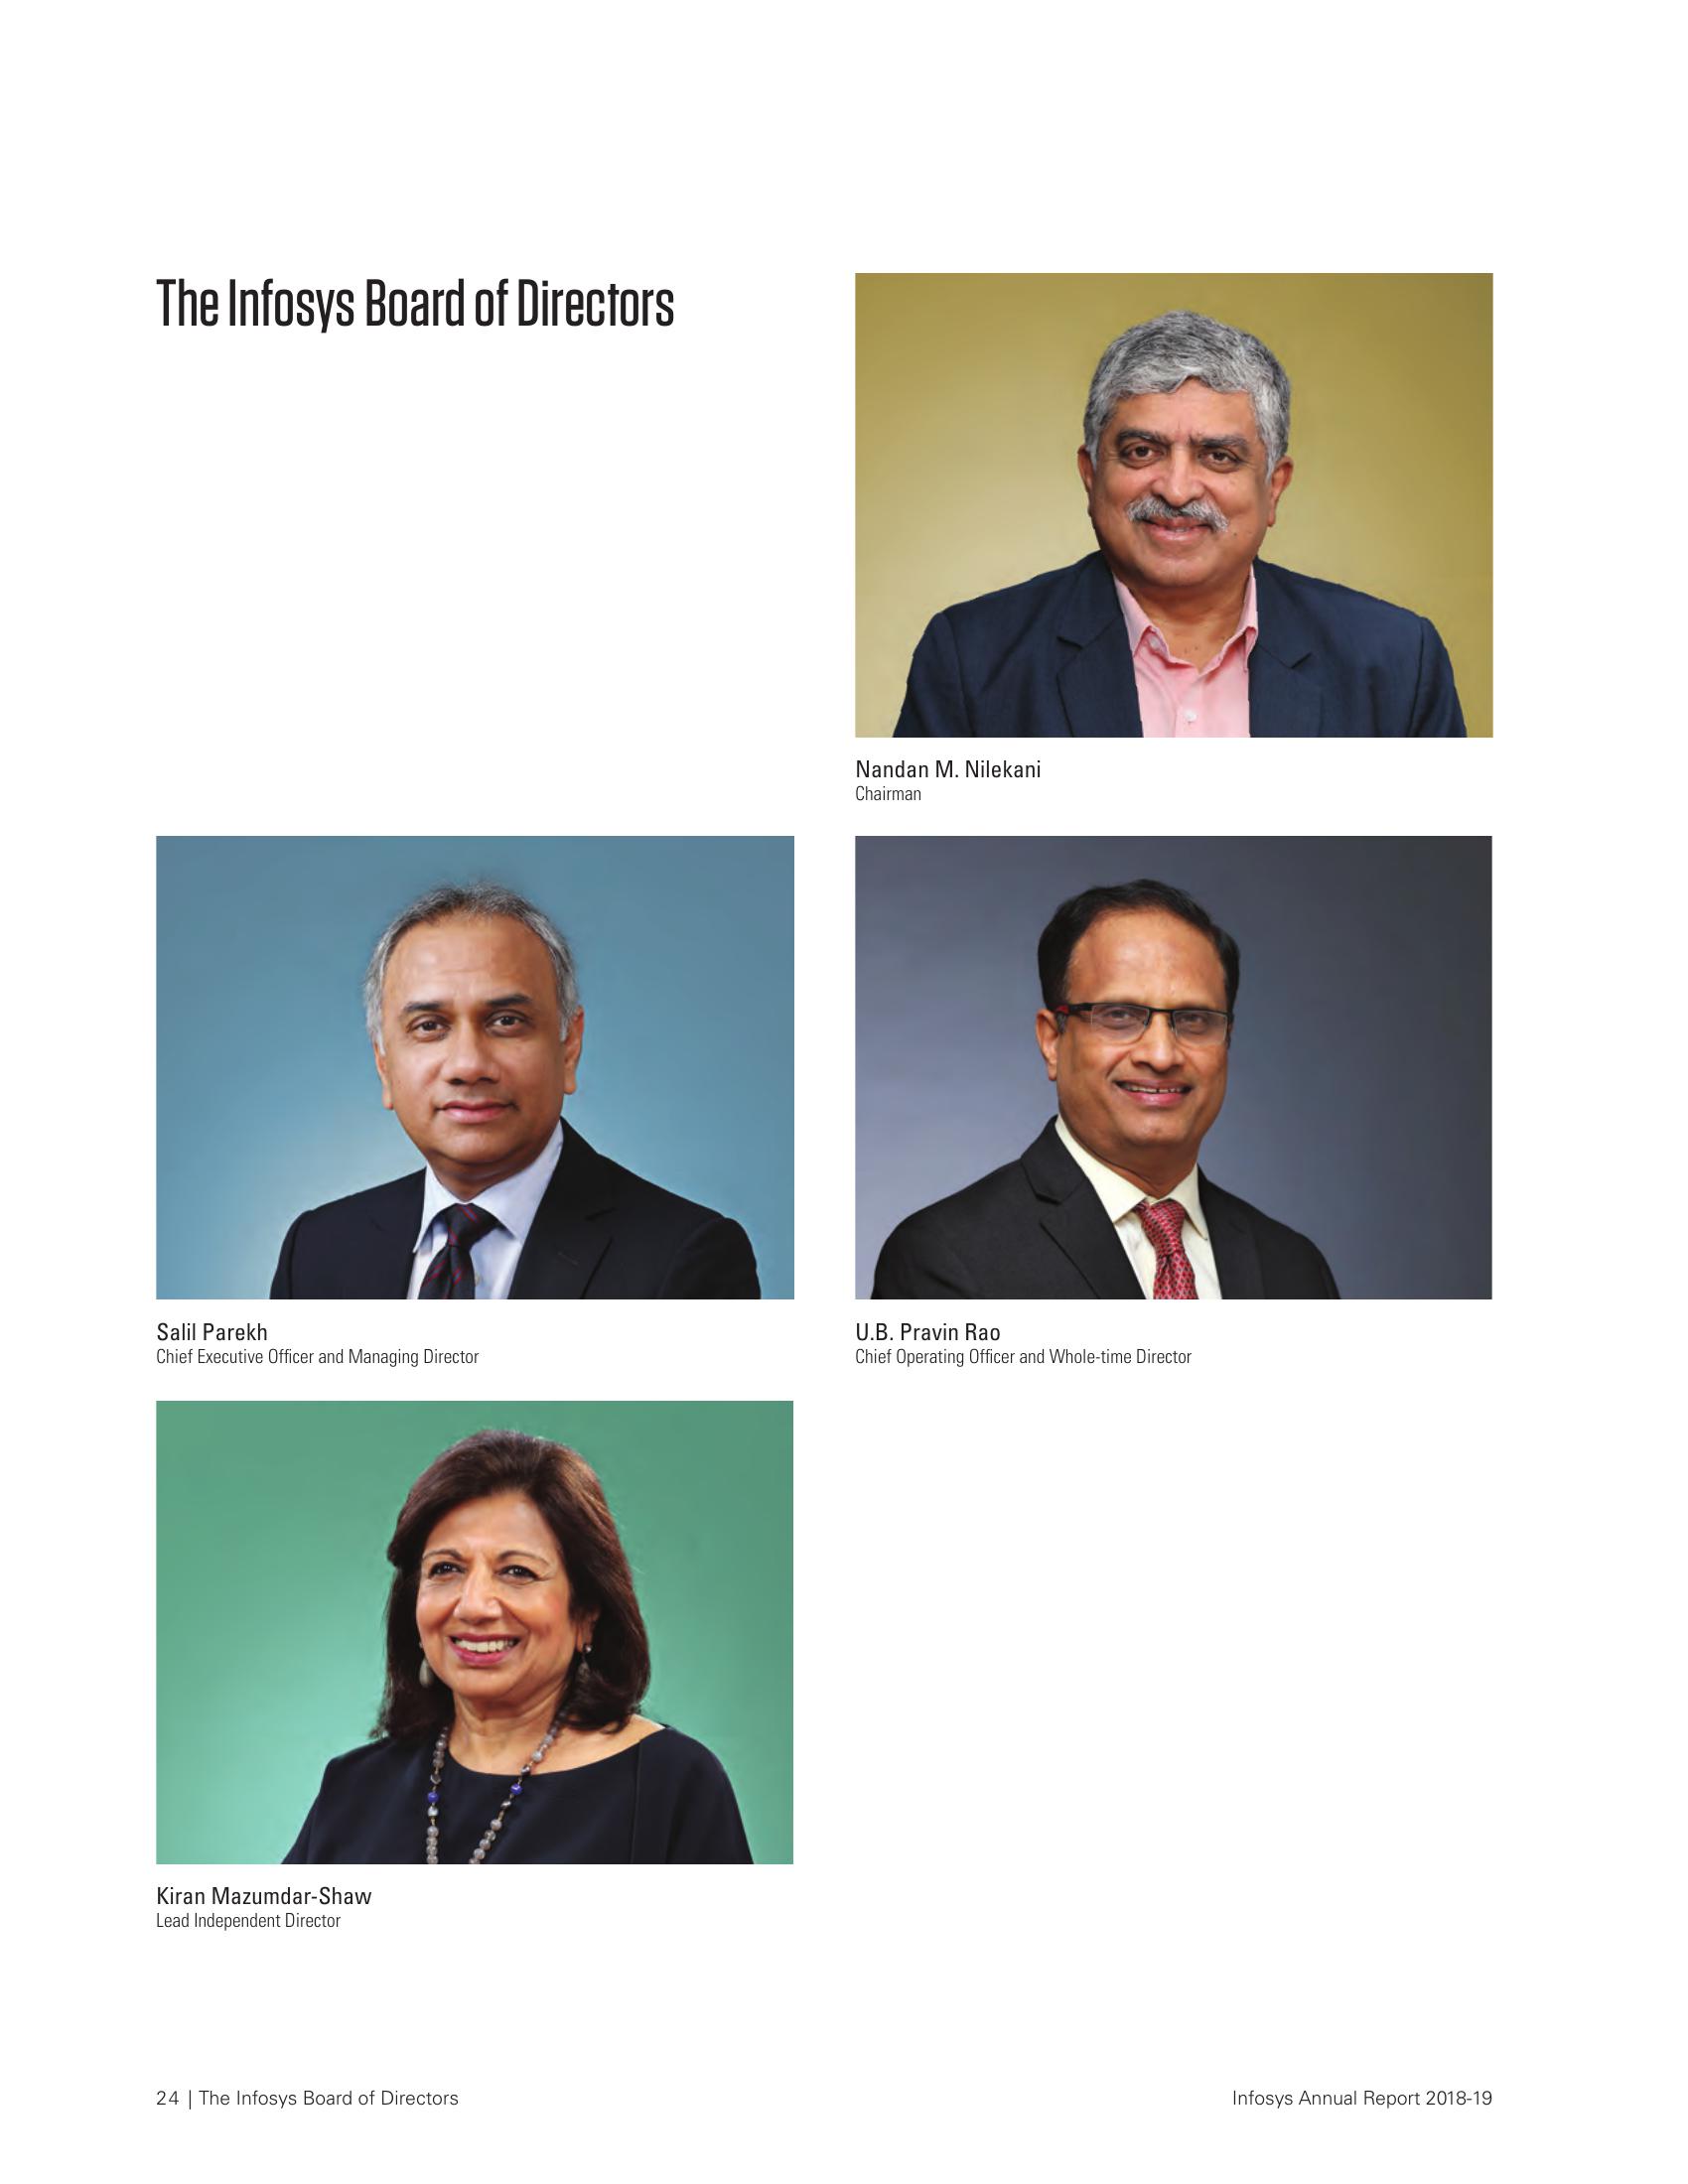 The Infosys Board of Directors
Nandan M. Nilekani
Chairman
Salil Parekh
Chief Executive Officer and Managing Director
U.B. Pravin Rao
Chief Operating Officer and Whole-time Director
Kiran Mazumdar-Shaw
Lead Independent Director
24 | The Infosys Board of Directors
Infosys Annual Report 2018-19